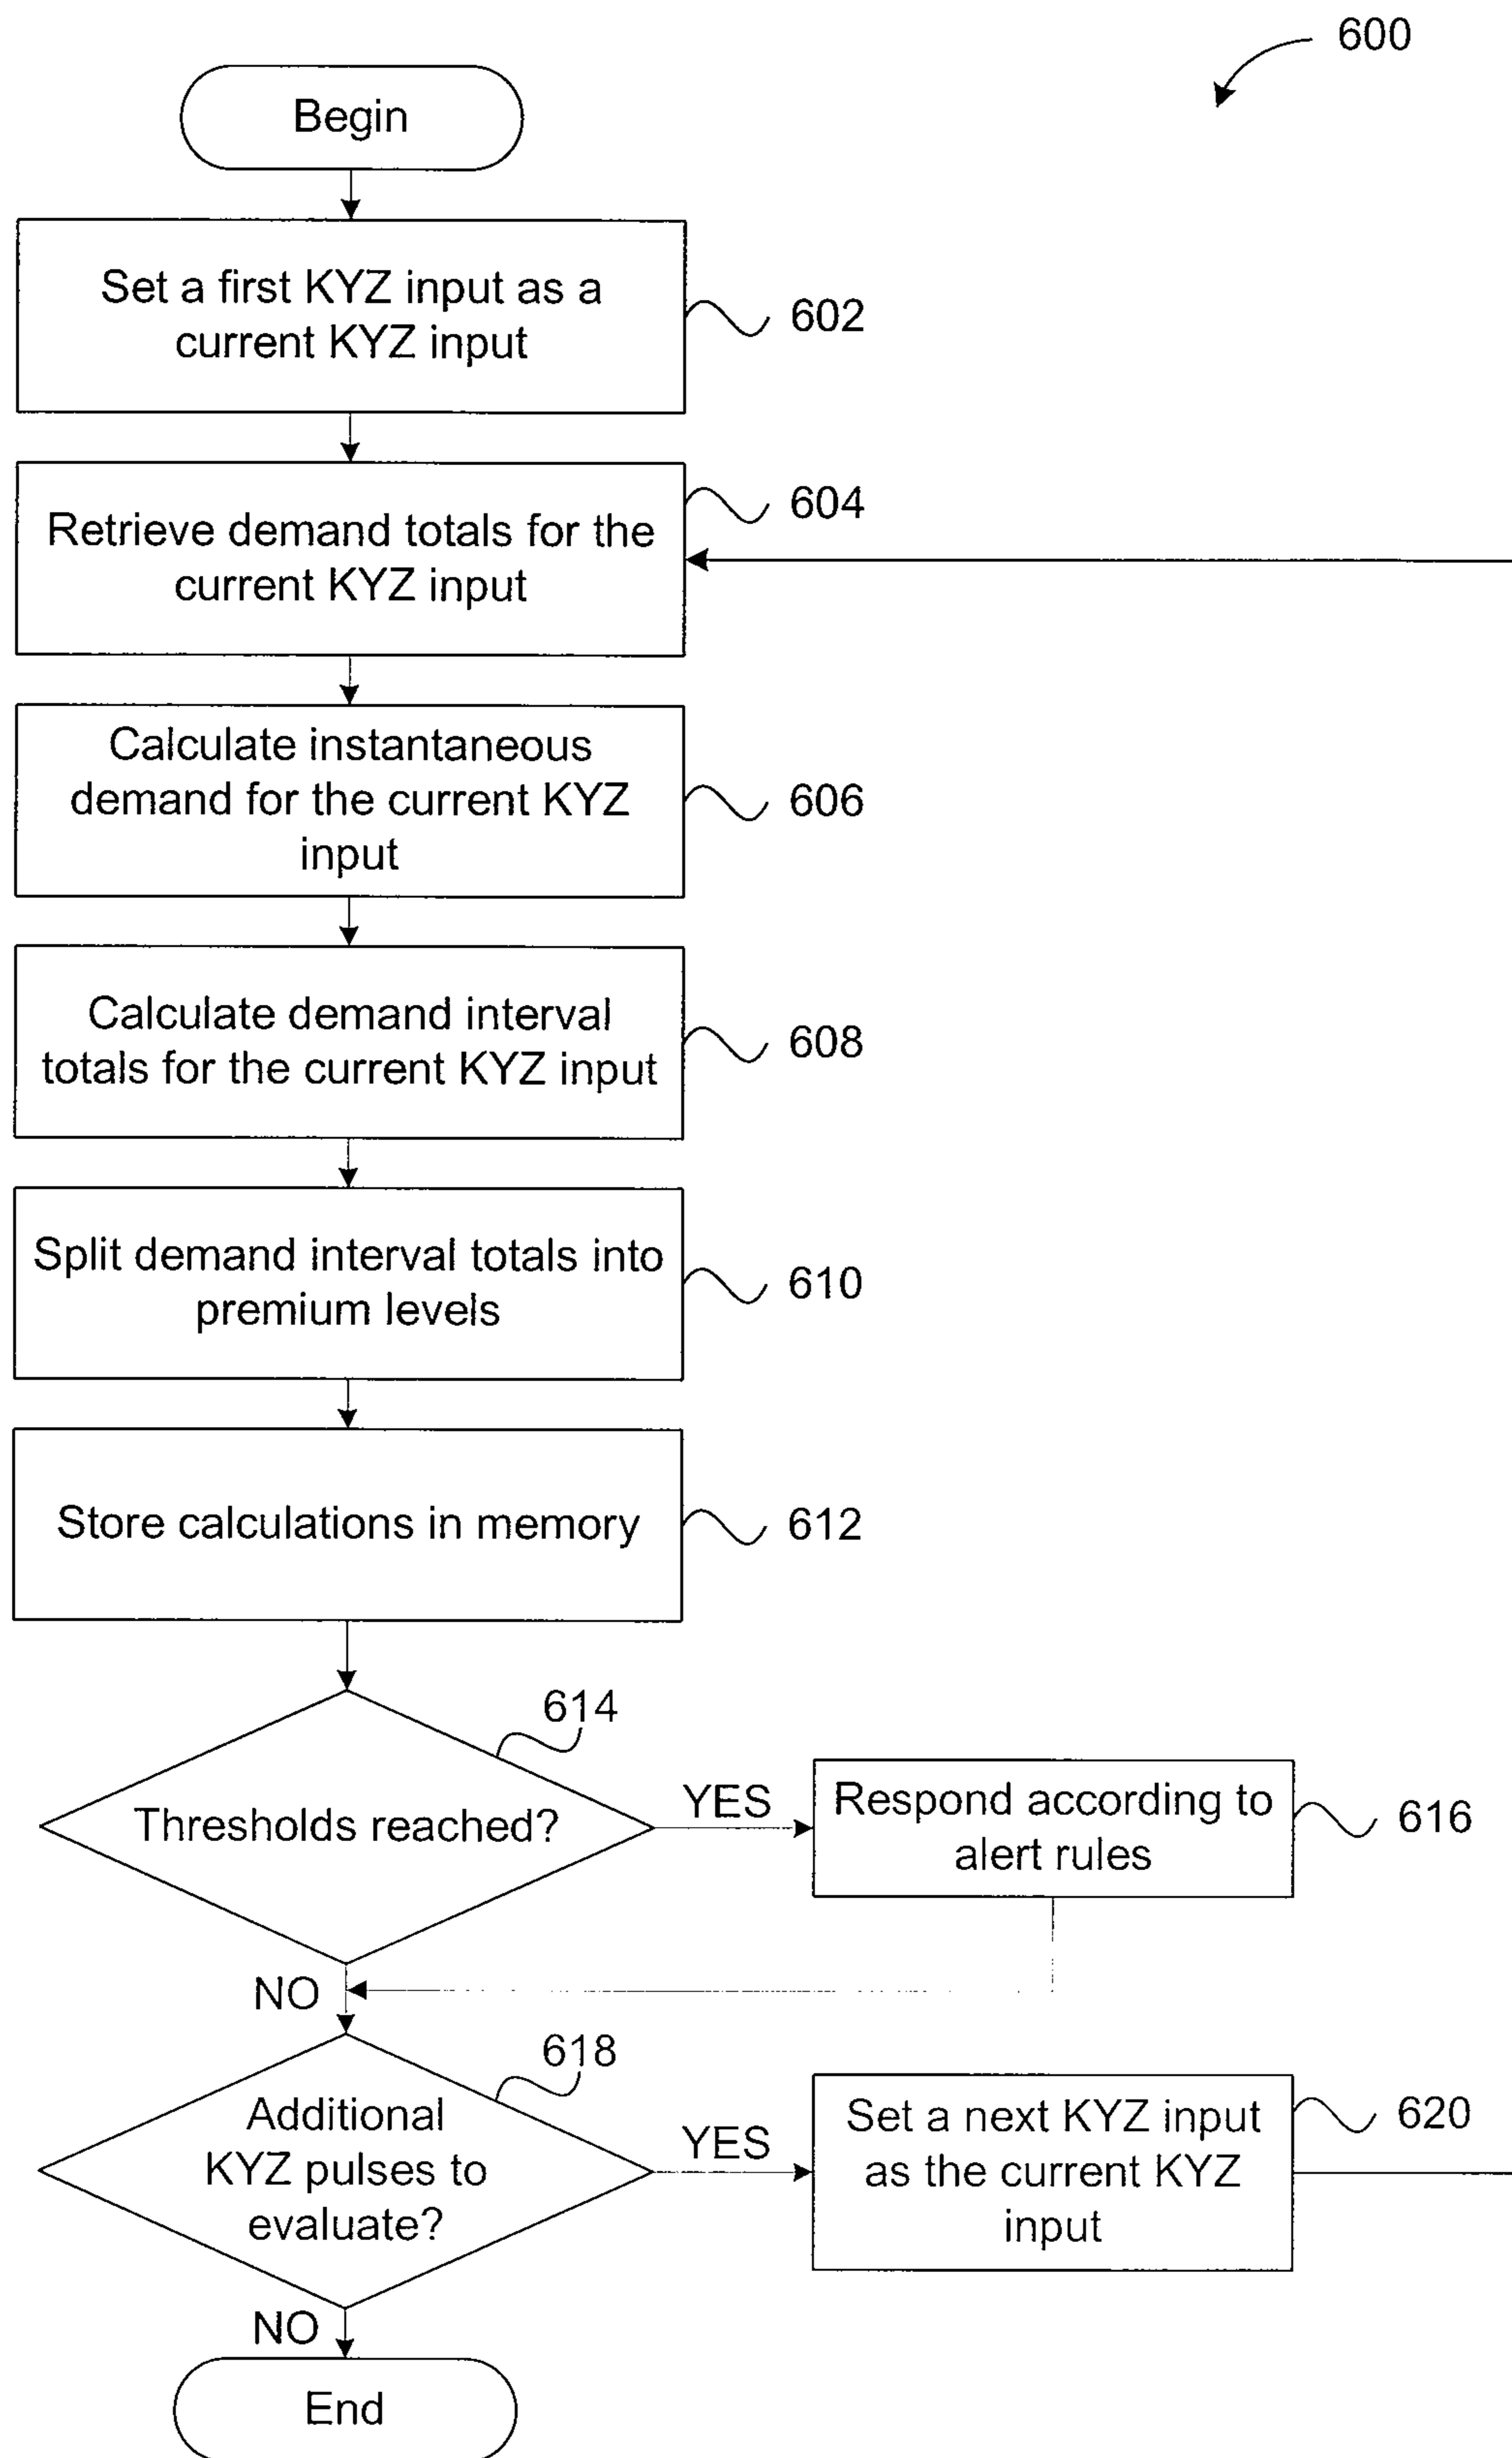 600
Begin
Set a first KYZ input as a
current KYZ input
602
Retrieve demand totals for the
current KYZ input
604
Calculate instantaneous
demand for the current KYZ
input
606
Calculate demand interval
totals for the current KYZ input
608
Split demand interval totals into
premium levels
610
Store calculations in memory
612
614
Thresholds reached?
YES
Respond according to
alert rules
616
NO
618
Additional
KYZ pulses to
evaluate?
YES
Set a next KYZ input
as the current KYZ
input
620
NO
End